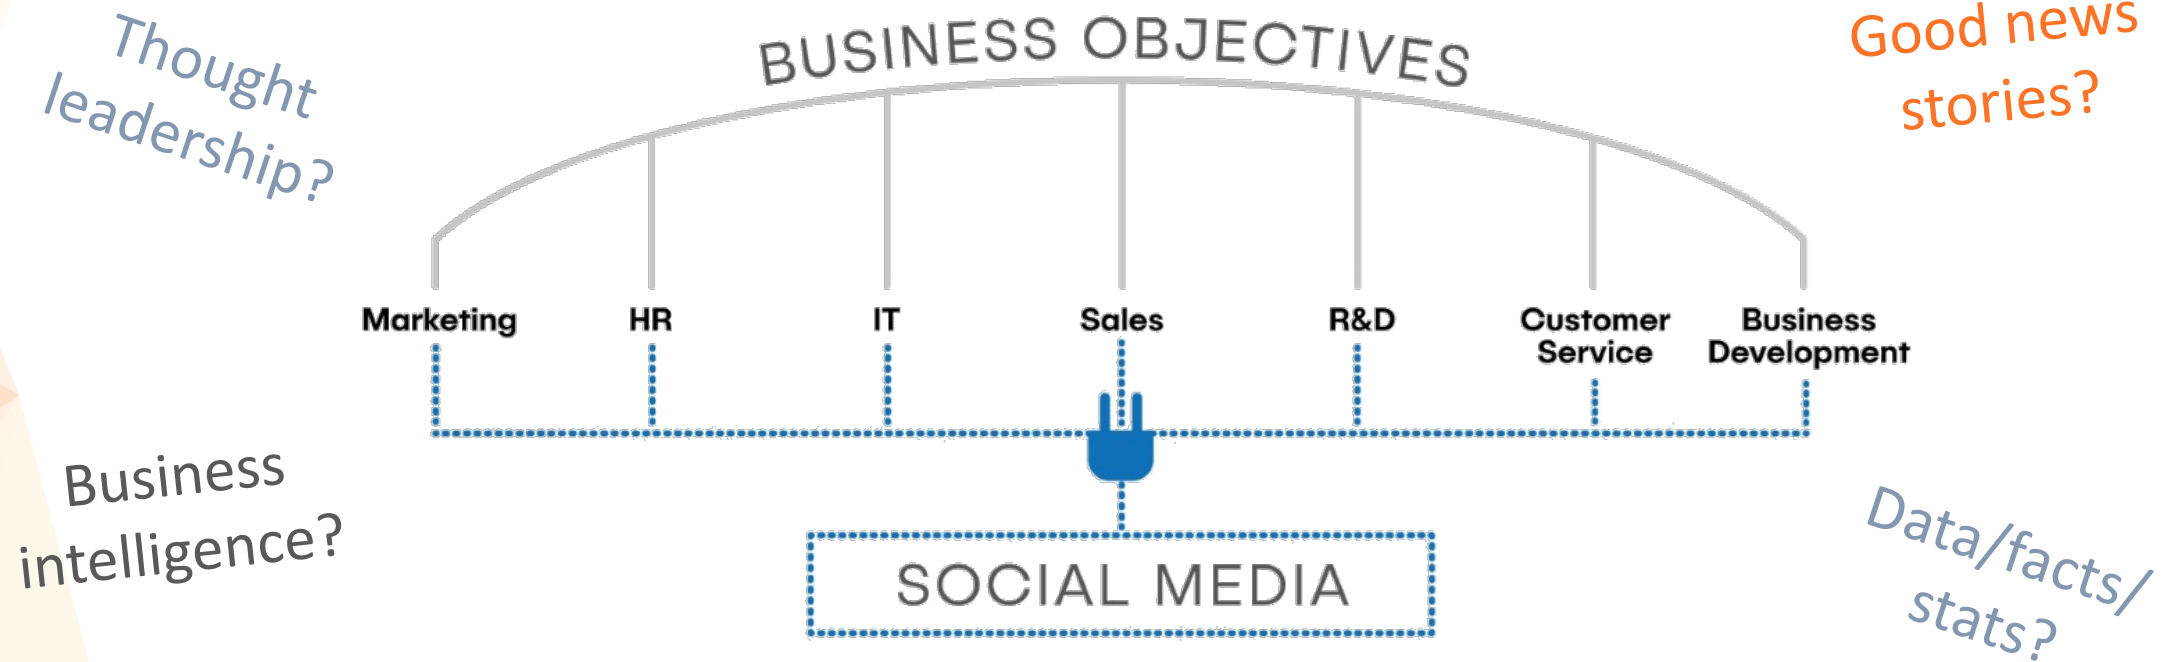 Thought
leadership?
BUSINESS OBJECTIVES
Good news
stories?
Marketing
HR
IT
Sales
R&D
Customer
Service
Business
Development
Business
intelligence?
SOCIAL MEDIA
Data/facts/
stats?